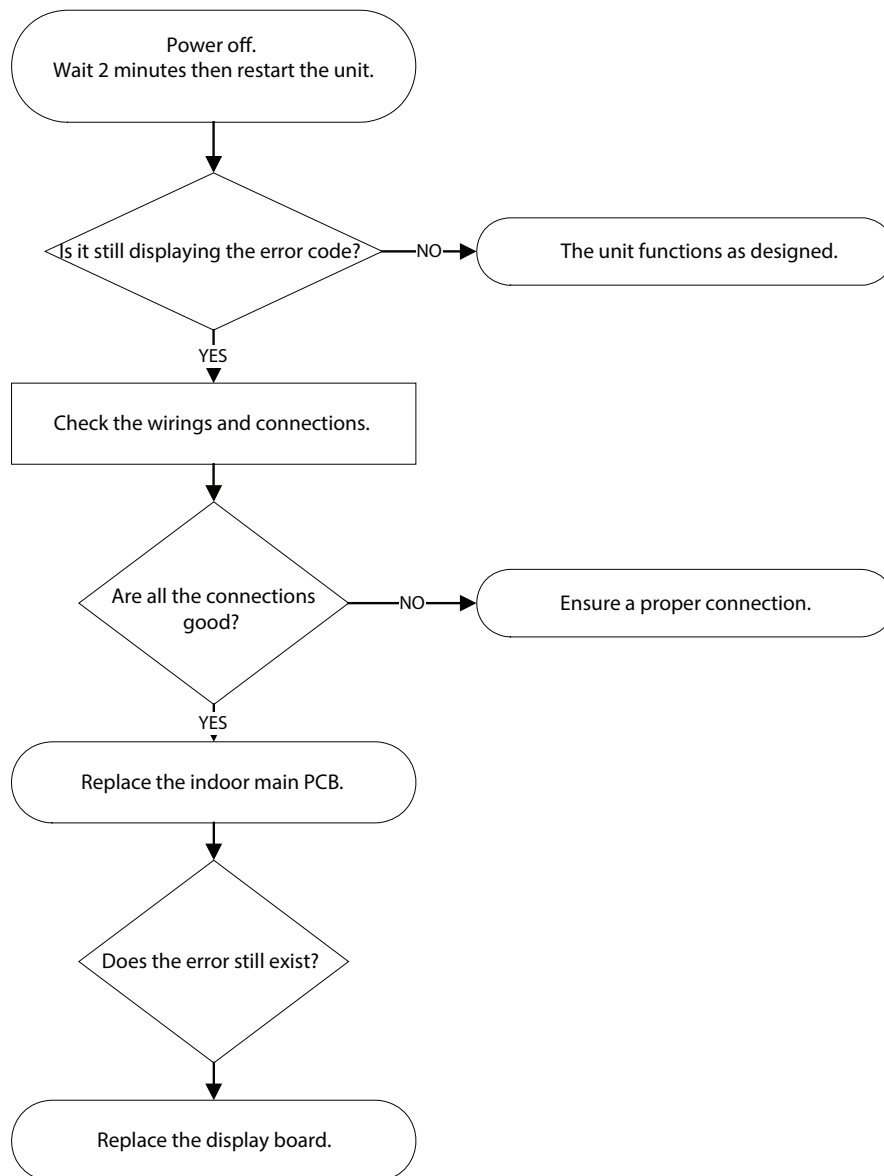 Power off.
Wait 2 minutes then restart the unit.
Is it still displaying the error code?
NO
The unit functions as designed.
YES
Check the wirings and connections.
Are all the connections
good?
NO
Ensure a proper connection.
YES
Replace the indoor main PCB.
Does the error still exist?
Replace the display board.